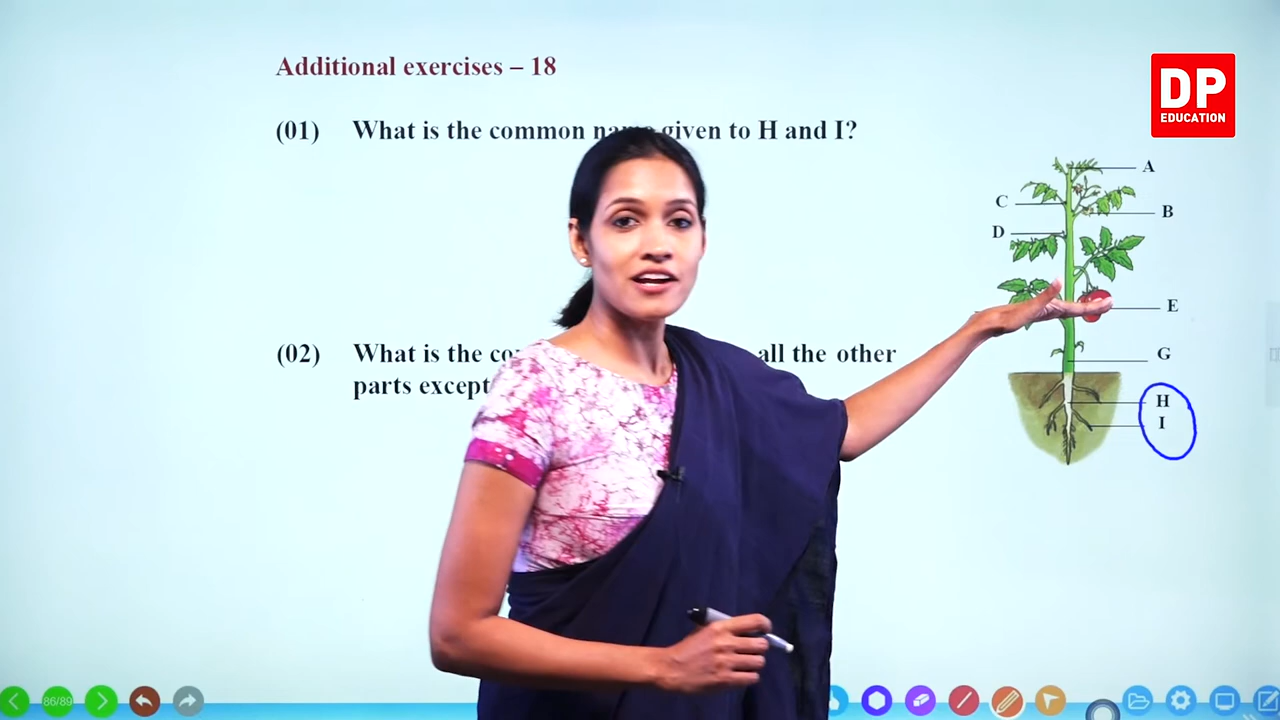 Additional exercises – 18
DP
EDUCATION
(01) What is the common given to H and I?
A
C
B
D
E
(02) What is the all the other
parts except
G
H
I
86/89